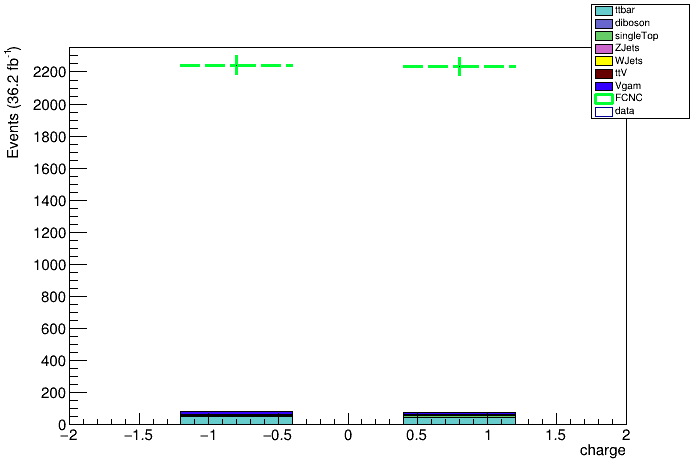 ttbar
diboson
singleTop
ZJets
WJets
ttV
Vgam
FCNC
data
Events (36.2 fb⁻¹)
2200
2000
1800
1600
1400
1200
1000
800
600
400
200
0
−2 −1.5 −1 −0.5 0 0.5 1 1.5 2
charge